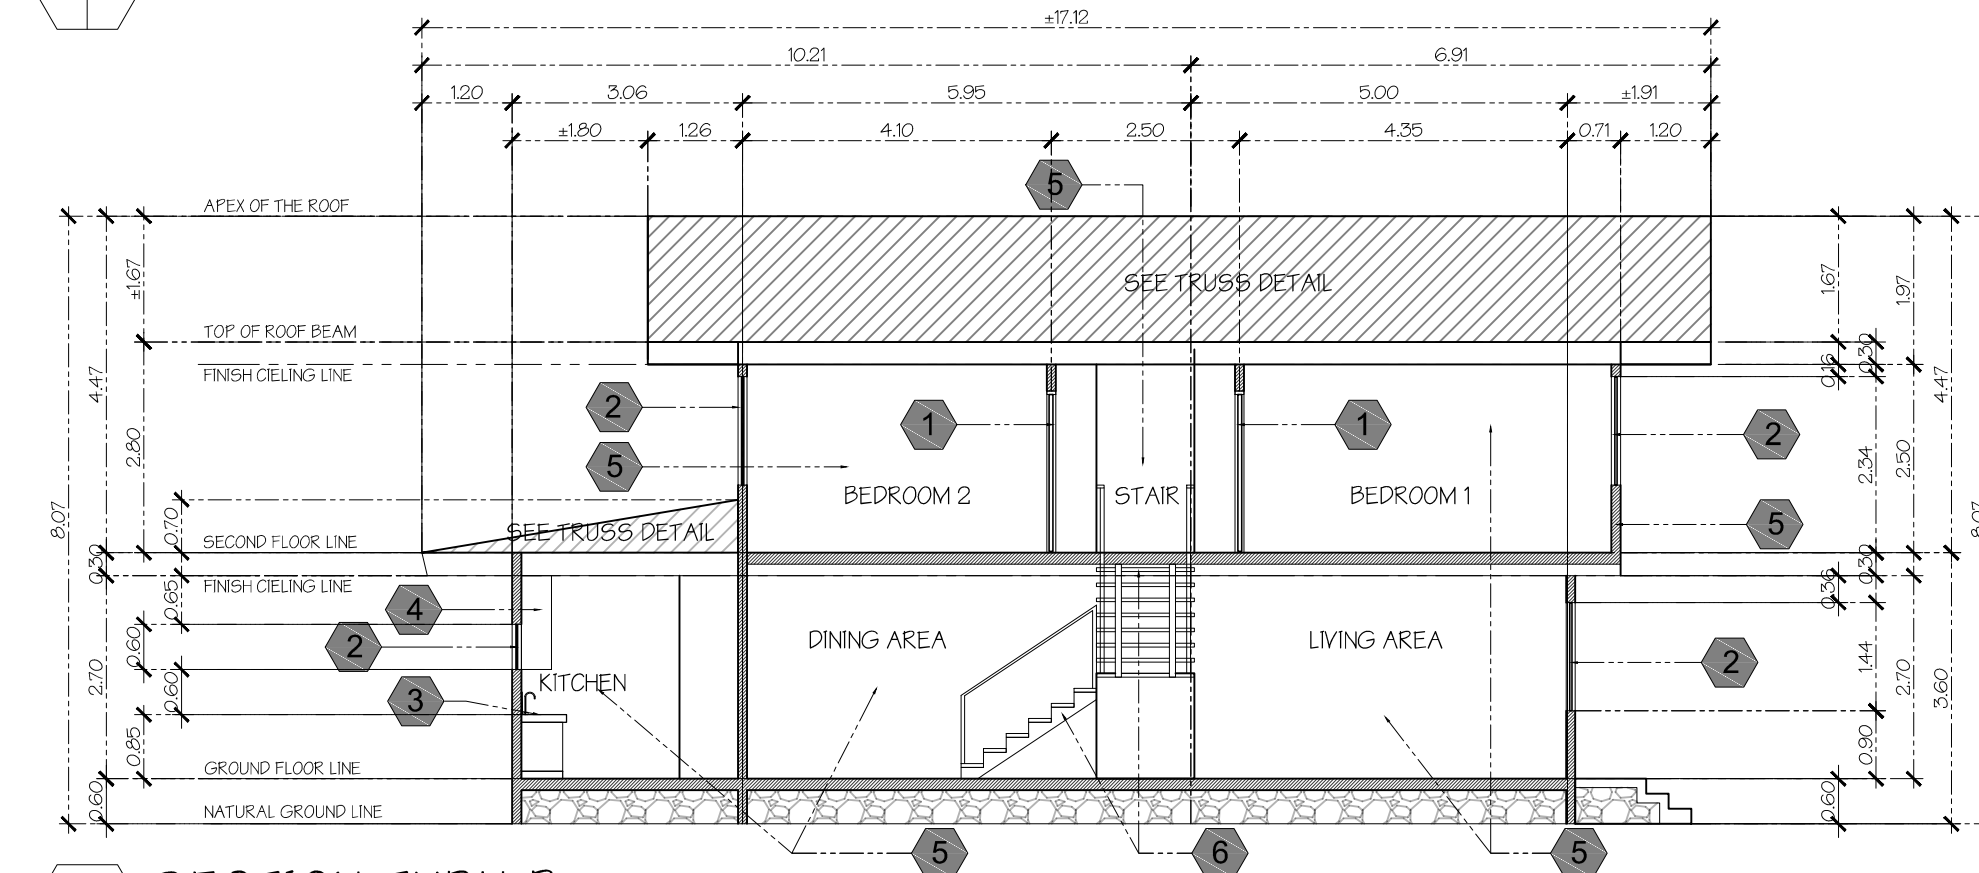 ±17.12
10.21 6.91
1.20 3.06 5.95 5.00 ±1.91
±1.80 1.26 4.10 2.50 4.35 0.71 1.20
5
APEX OF THE ROOF
SEE TRUSS DETAIL
TOP OF ROOF BEAM
FINISH CIELING LINE
2 1 1 2
5
BEDROOM 2 STAIR BEDROOM 1
5
SEE TRUSS DETAIL
SECOND FLOOR LINE
FINISH CIELING LINE
4
2 DINING AREA LIVING AREA 2
KITCHEN
3
GROUND FLOOR LINE
NATURAL GROUND LINE
5 6 5
8.07
4.47
0.30
2.70
0.60
±1.67
2.80
0.60
0.85
0.70
0.65
0.60
1.67
0.16
0.36
0.60
0.30
2.34
0.30
1.44
0.90
1.97
2.50
2.70
4.47
3.60
8.07